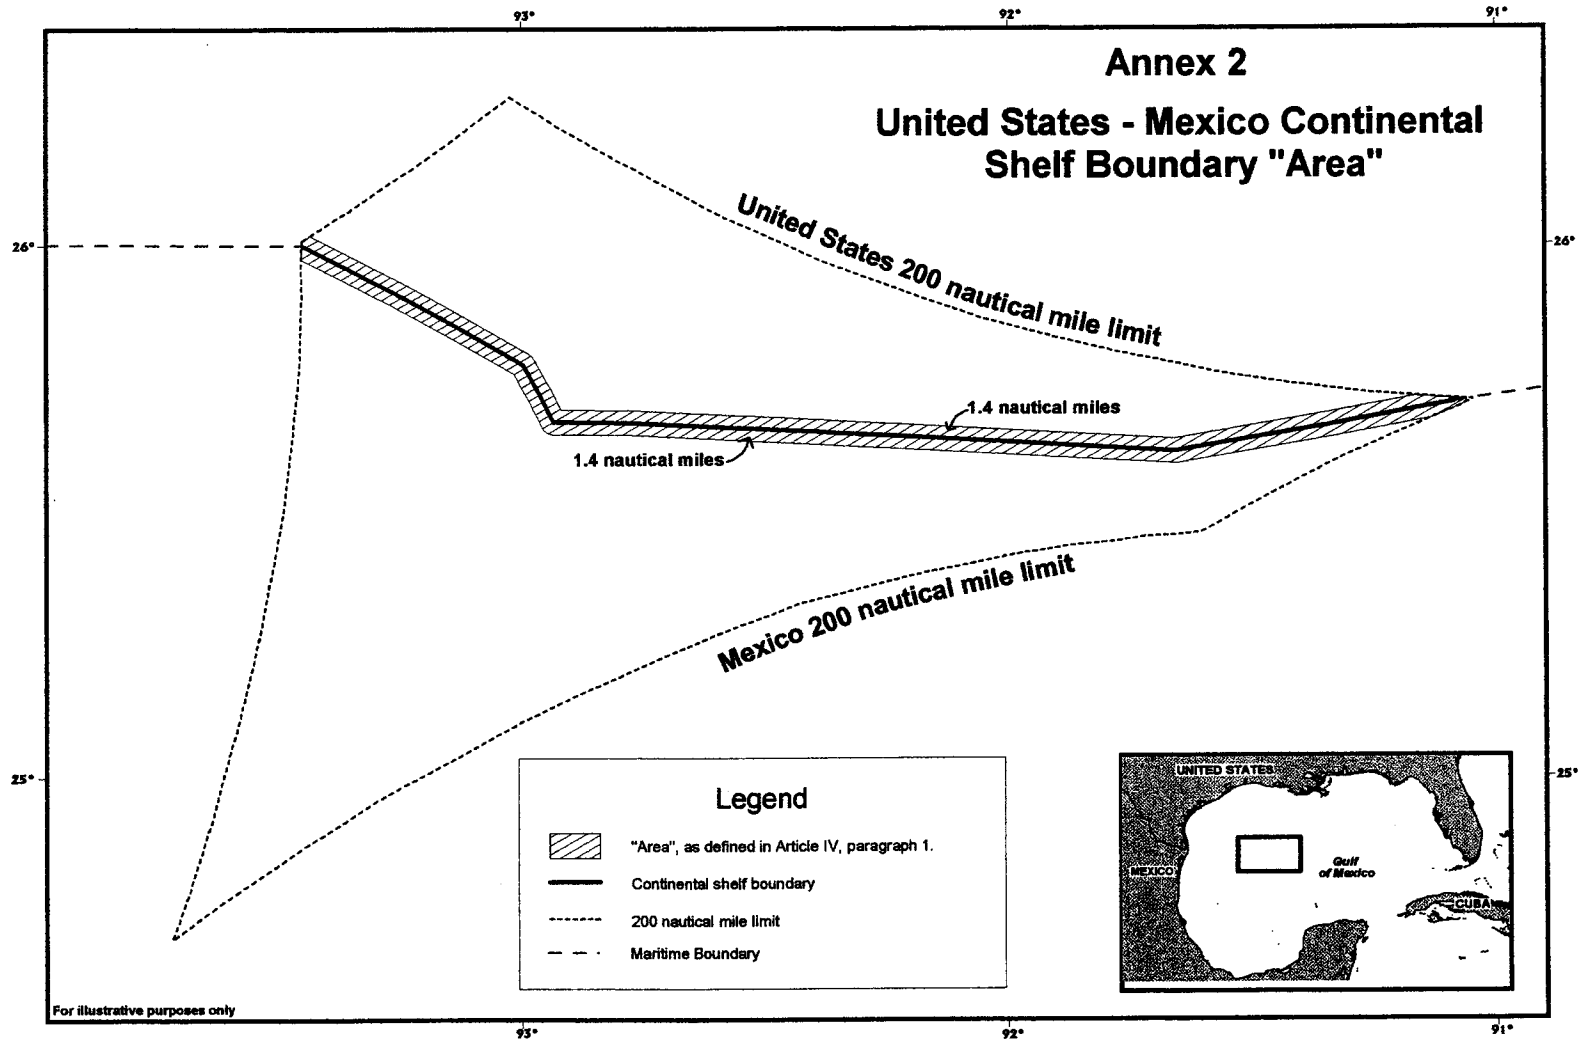 93°
92°
91°
Annex 2
United States - Mexico Continental
Shelf Boundary "Area"
United States 200 nautical mile limit
26°
26°
1.4 nautical miles
1.4 nautical miles
Mexico 200 nautical mile limit
25°
25°
Legend
"Area", as defined in Article IV, paragraph 1.
Continental shelf boundary
200 nautical mile limit
Maritime Boundary
UNITED STATES
MEXICO
Gulf
of Mexico
CUBA
For illustrative purposes only
93°
92°
91°